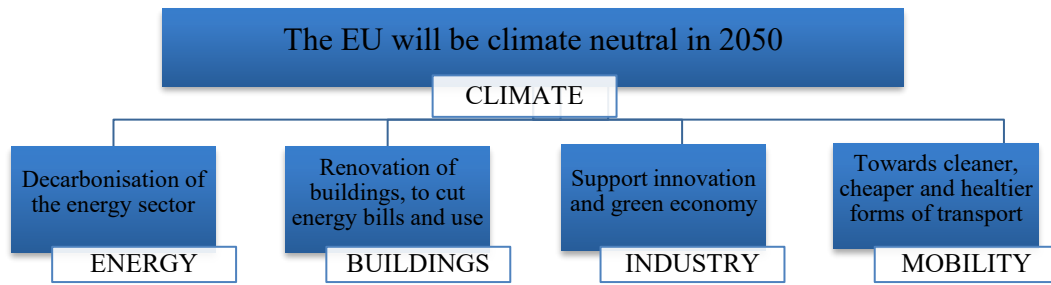 The EU will be climate neutral in 2050
CLIMATE
Decarbonisation of
the energy sector
ENERGY
Renovation of
buildings, to cut
energy bills and use
BUILDINGS
Support innovation
and green economy
INDUSTRY
Towards cleaner,
cheaper and healtier
forms of transport
MOBILITY